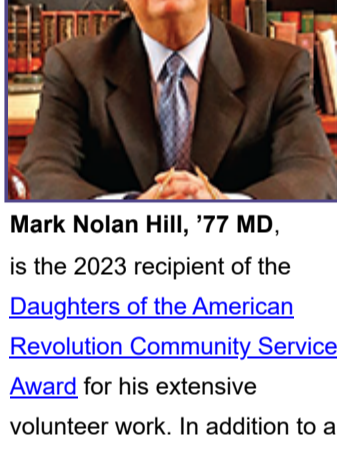 Mark Nolan Hill, ’77 MD,
is the 2023 recipient of the
Daughters of the American
Revolution Community Service
Award for his extensive
volunteer work. In addition to a